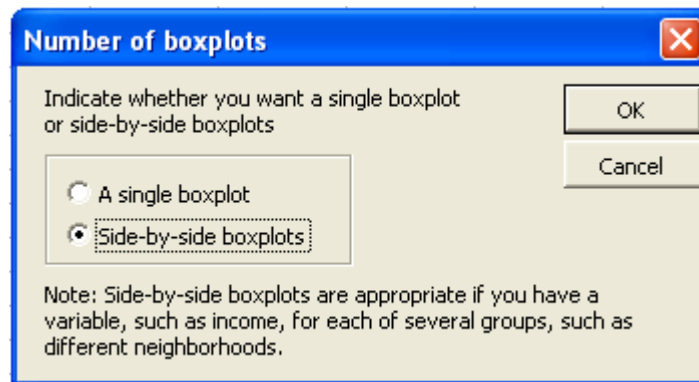 Number of boxplots
Indicate whether you want a single boxplot
or side-by-side boxplots
OK
Cancel
A single boxplot
Side-by-side boxplots
Note: Side-by-side boxplots are appropriate if you have a
variable, such as income, for each of several groups, such as
different neighborhoods.